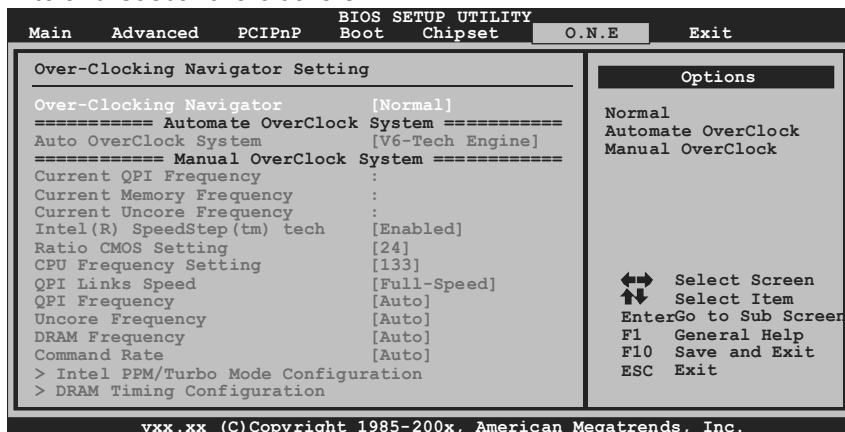 BIOS SETUP UTILITY
Main Advanced PCIPnP Boot Chipset O.N.E Exit
Over-Clocking Navigator Setting
Over-Clocking Navigator [Normal]
=========== Automate OverClock System ===========
Auto OverClock System [V6-Tech Engine]
============ Manual OverClock System ============
Current QPI Frequency :
Current Memory Frequency :
Current Uncore Frequency :
Intel(R) SpeedStep(tm) tech [Enabled]
Ratio CMOS Setting [24]
CPU Frequency Setting [133]
QPI Links Speed [Full-Speed]
QPI Frequency [Auto]
Uncore Frequency [Auto]
DRAM Frequency [Auto]
Command Rate [Auto]
> Intel PPM/Turbo Mode Configuration
> DRAM Timing Configuration
Options
Normal
Automate OverClock
Manual OverClock
Select Screen
Select Item
EnterGo to Sub Screen
F1 General Help
F10 Save and Exit
ESC Exit
vxx.xx (C)Copyright 1985-200x, American Megatrends, Inc.